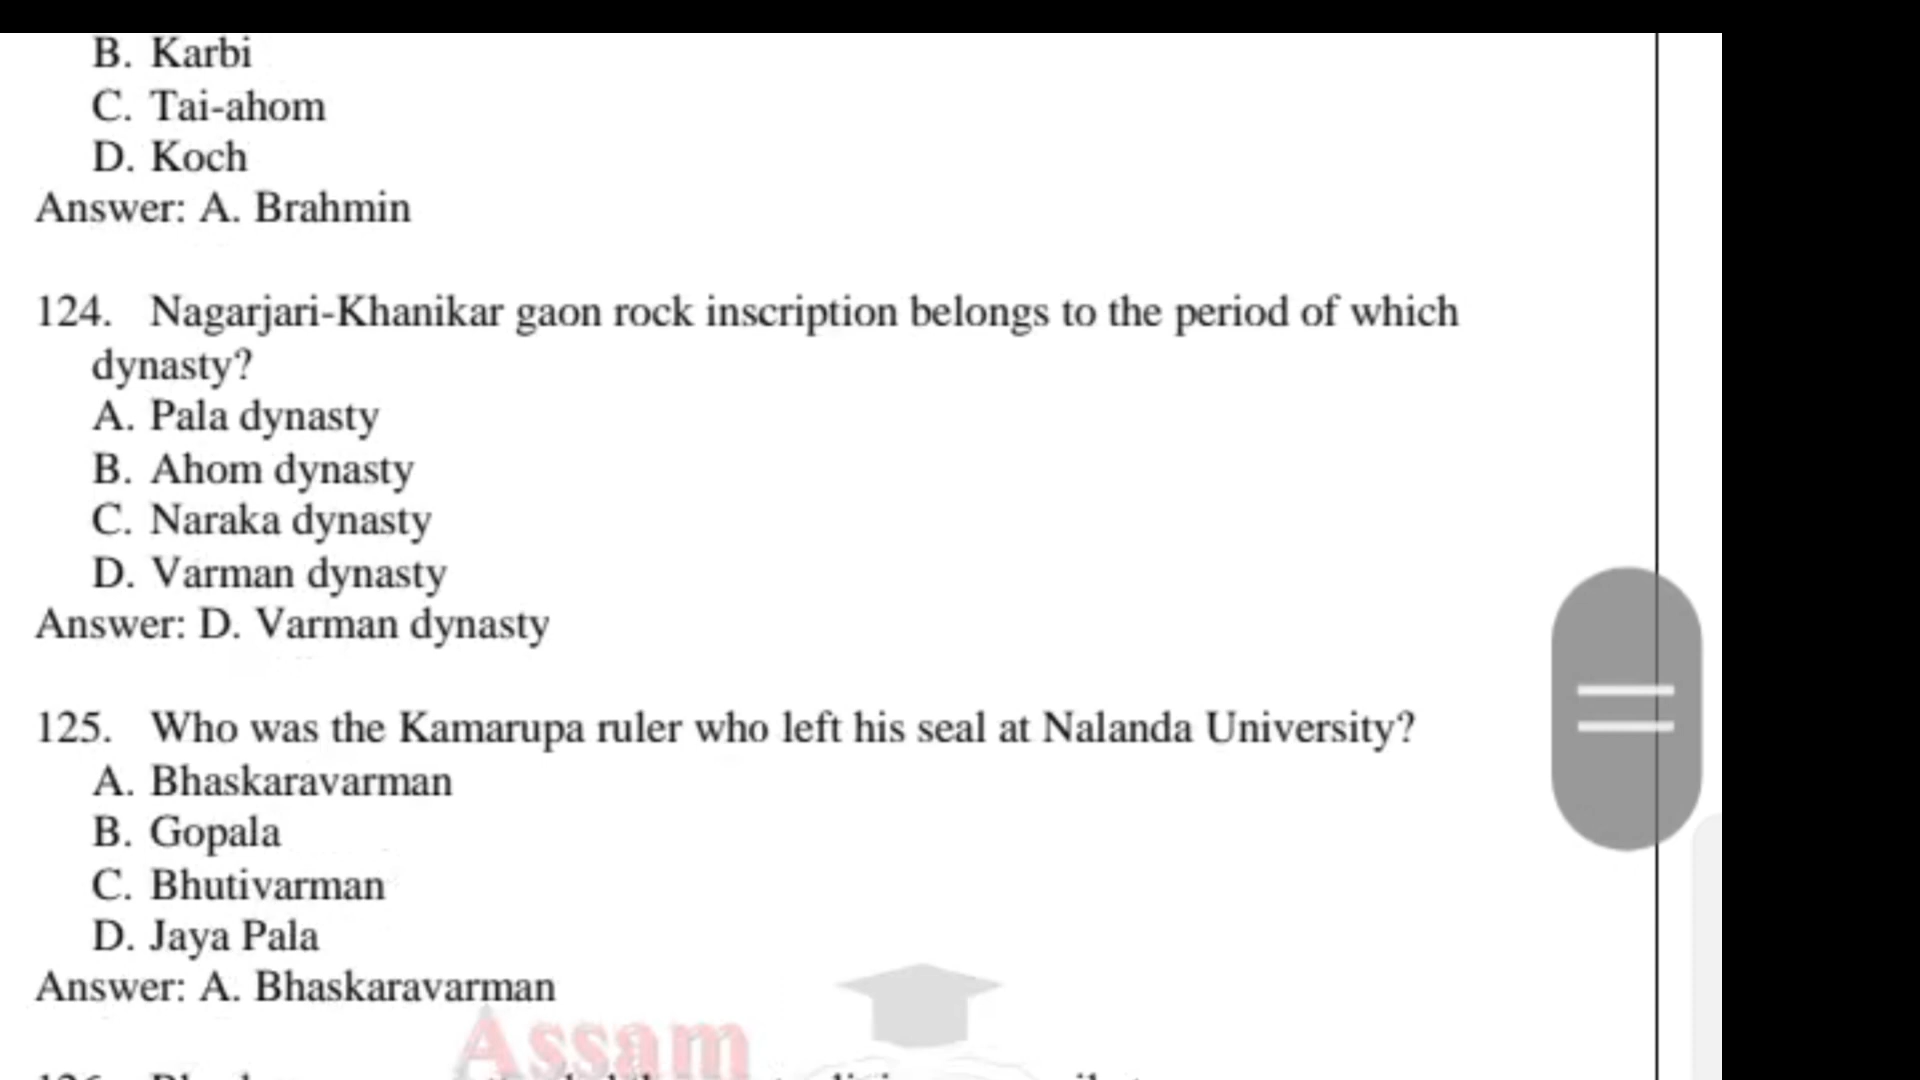 B. Karbi
C. Tai-ahom
D. Koch
Answer: A. Brahmin
124. Nagarjari-Khanikar gaon rock inscription belongs to the period of which
dynasty?
A. Pala dynasty
B. Ahom dynasty
C. Naraka dynasty
D. Varman dynasty
Answer: D. Varman dynasty
125. Who was the Kamarupa ruler who left his seal at Nalanda University?
A. Bhaskaravarman
B. Gopala
C. Bhutivarman
D. Jaya Pala
Answer: A. Bhaskaravarman
Assam